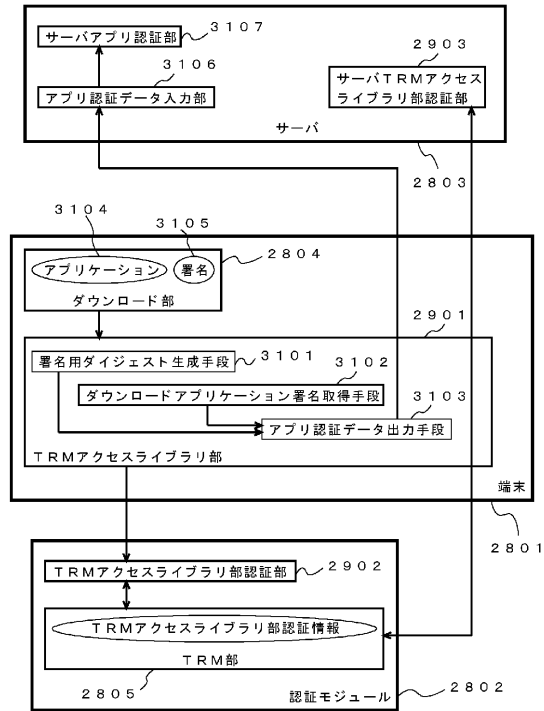 ３１０７
サーバアプリ認証部
３１０６
２９０３
アプリ認証データ入力部
サーバＴＲＭアクセス
ライブラリ部認証部
サーバ
２８０３
３１０４
３１０５
２８０４
アプリケーション
署名
ダウンロード部
２９０１
署名用ダイジェスト生成手段
３１０１
３１０２
ダウンロードアプリケーション署名取得手段
３１０３
アプリ認証データ出力手段
ＴＲＭアクセスライブラリ部
端末
２８０１
ＴＲＭアクセスライブラリ部認証部
２９０２
ＴＲＭアクセスライブラリ部認証情報
ＴＲＭ部
２８０５
認証モジュール
２８０２